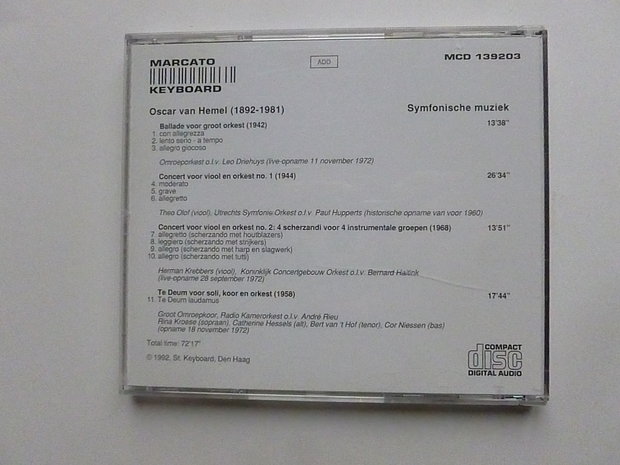 MARCATO
KEYBOARD
ADD
MCD 139203
Oscar van Hemel (1892-1981)
Symfonische muziek
Ballade voor groot orkest (1942) 13'38"
1. con allegrezza
2. lento serio - a tempo
3. allegro giocoso
Omroeporkest o.l.v. Leo Driehuys (live-opname 11 november 1972)
Concert voor viool en orkest no. 1 (1944) 26'34"
4. moderato
5. grave
6. allegretto
Theo Olof (viool), Utrechts Symfonie Orkest o.l.v. Paul Hupperts (historische opname van voor 1960)
Concert voor viool en orkest no. 2: 4 scherzandi voor 4 instrumentale groepen (1968) 13'51"
7. allegretto (scherzando met houtblazers)
8. leggiero (scherzando met strijkers)
9. allegro (scherzando met harp en slagwerk)
10. allegro (scherzando met tutti)
Herman Krebbers (viool), Koninklijk Concertgebouw Orkest o.l.v. Bernard Haitink
(live-opname 28 september 1972)
Te Deum voor soli, koor en orkest (1958) 17'44"
11. Te Deum laudamus
Groot Omroepkoor, Radio Kamerorkest o.l.v. André Rieu
Rina Kroese (sopraan), Catherine Hessels (alt), Bert van 't Hof (tenor), Cor Niessen (bas)
(opname 18 november 1972)
Total time: 72'17"
© 1992, St. Keyboard, Den Haag
COMPACT
disc
DIGITAL AUDIO